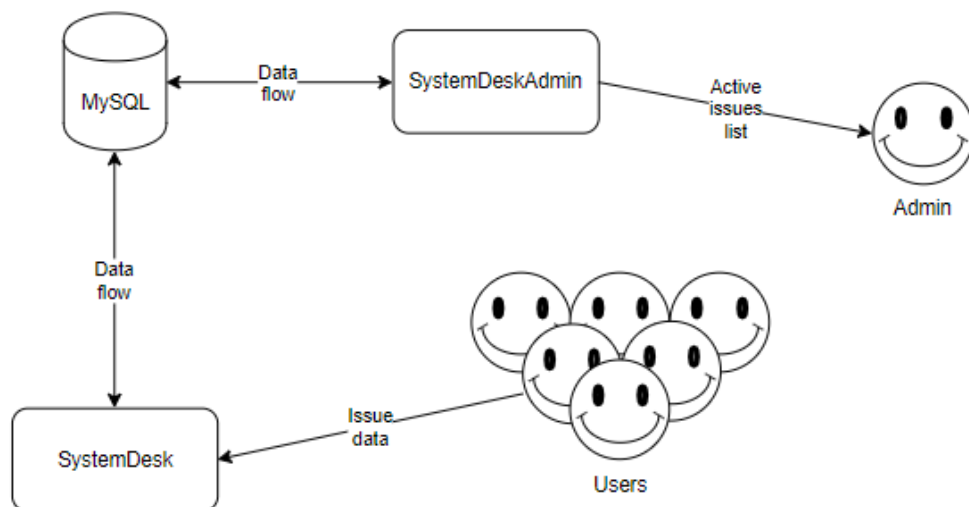 MySQL
Data
flow
SystemDeskAdmin
Active
issues
list
Admin
Data
flow
Issue
data
SystemDesk
Users